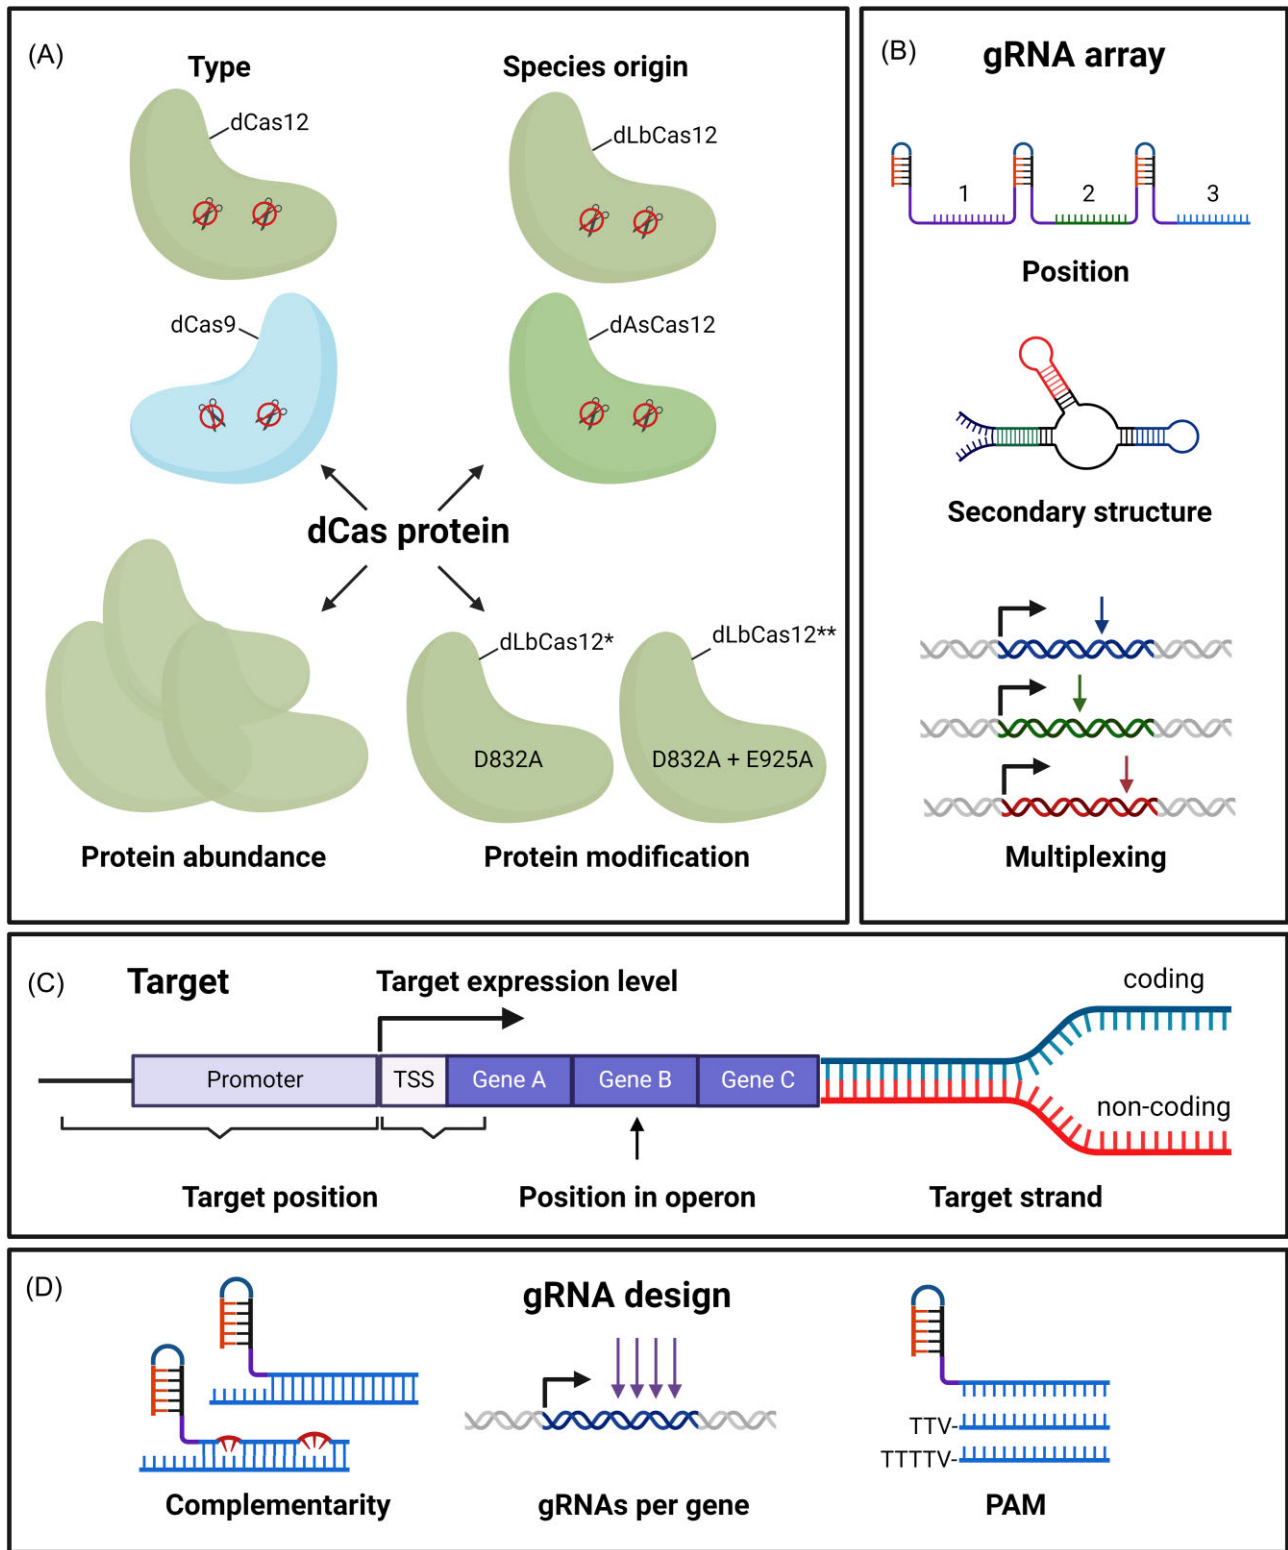 (A)
Type
Species origin
dCas12
dLbCas12
dCas9
dAsCas12
dCas protein
dLbCas12*
dLbCas12**
D832A
D832A + E925A
Protein abundance
Protein modification
(B)
gRNA array
1
2
3
Position
Secondary structure
Multiplexing
(C)
Target
Target expression level
coding
Promoter
TSS
Gene A
Gene B
Gene C
non-coding
Target position
Position in operon
Target strand
(D)
gRNA design
TTV-
TTTTV-
Complementarity
gRNAs per gene
PAM